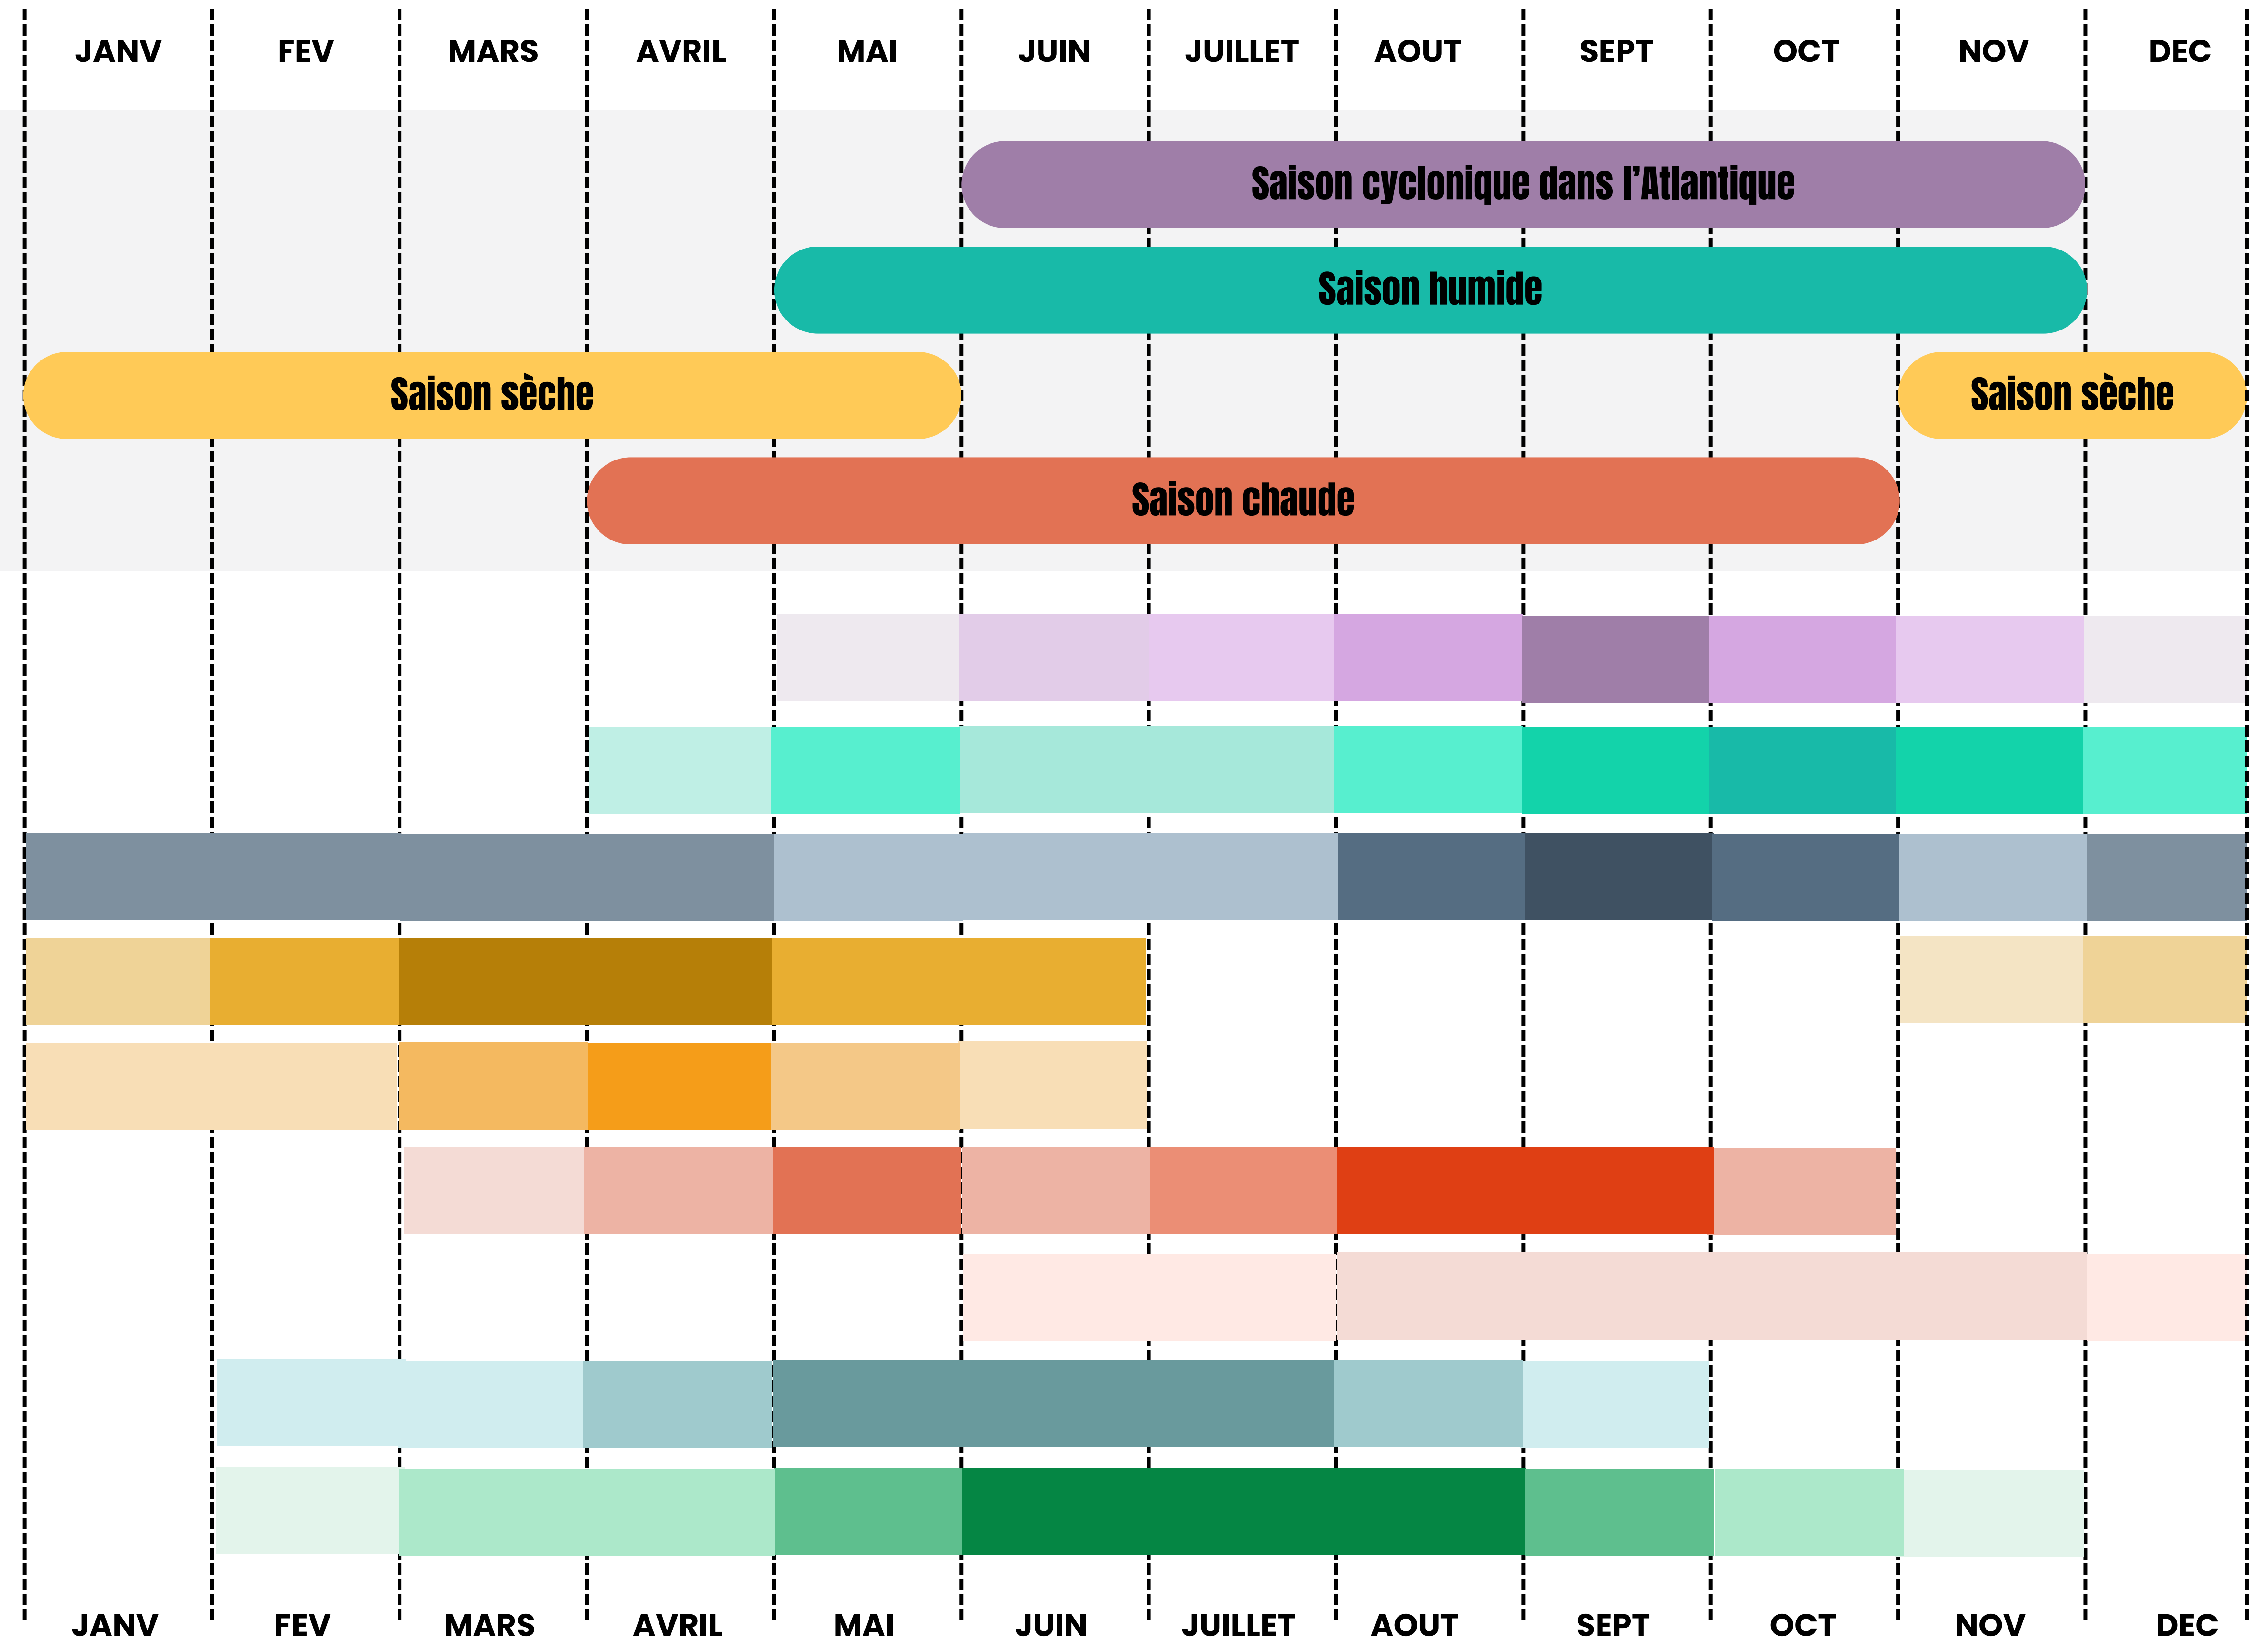 JANV FEV MARS AVRIL MAI JUIN JUILLET AOUT SEPT OCT NOV DEC
Saison cyclonique dans l’Atlantique
Saison humide
Saison sèche Saison sèche
Saison chaude
JANV FEV MARS AVRIL MAI JUIN JUILLET AOUT SEPT OCT NOV DEC